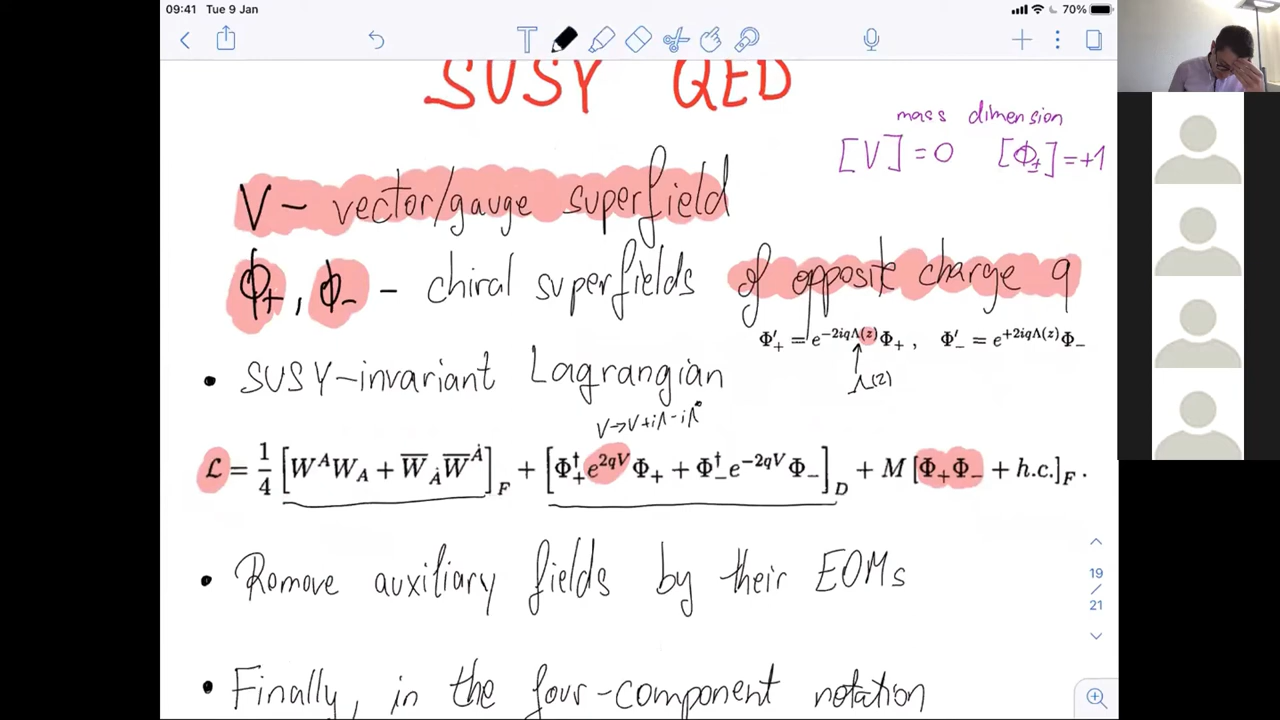 09:41 Tue 9 Jan 70%
SUSY QED
mass dimension
[V] = 0 [Φ±] = +1
V – vector/gauge superfield
Φ+ , Φ- – chiral superfields of opposite charge q
Φ′₊ = e^{-2iqΛ(z)}Φ₊ , Φ′₋ = e^{+2iqΛ(z)}Φ₋
Λ(z)
• SUSY-invariant Lagrangian
V→V+iΛ-iΛ*
ℒ = 1/4 [W^A W_A + W̅_Ȧ W̅^Ȧ]_F + [Φ₊† e^{2qV} Φ₊ + Φ₋† e^{-2qV} Φ₋]_D + M [Φ₊Φ₋ + h.c.]_F .
• Remove auxiliary fields by their EOMs
19
/
21
• Finally, in the four-component notation